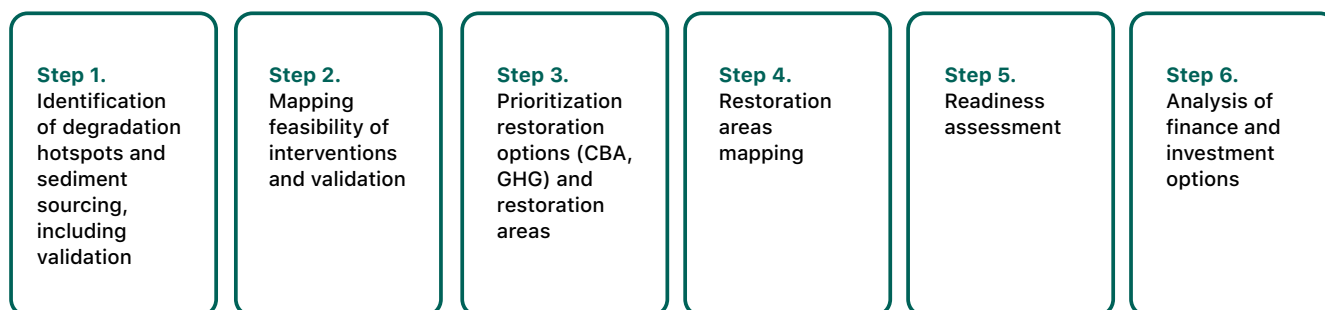 Step 1.
Identification
of degradation
hotspots and
sediment
sourcing,
including
validation
Step 2.
Mapping
feasibility of
interventions
and validation
Step 3.
Prioritization
restoration
options (CBA,
GHG) and
restoration
areas
Step 4.
Restoration
areas
mapping
Step 5.
Readiness
assessment
Step 6.
Analysis of
finance and
investment
options